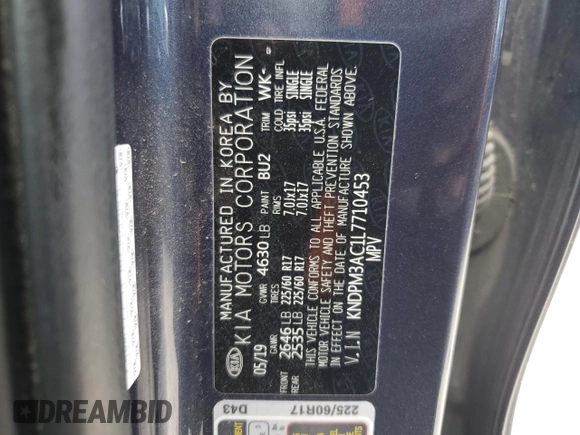 MANUFACTURED IN KOREA BY
KIA MOTORS CORPORATION
05/19 GVWR 4630 LB PAINT BU2 TRIM WK-
GAWR TIRES RIMS COLD TIRE INFL
FRONT 2646 LB 225/60 R17 7.0Jx17 35psi SINGLE
REAR 2535 LB 225/60 R17 7.0Jx17 35psi SINGLE
THIS VEHICLE CONFORMS TO ALL APPLICABLE U.S.A. FEDERAL
MOTOR VEHICLE SAFETY AND THEFT PREVENTION STANDARDS
IN EFFECT ON THE DATE OF MANUFACTURE SHOWN ABOVE.
V.I.N KNDPM3AC1L7710453
MPV
KIA
D43
225/60R17
DREAMBID